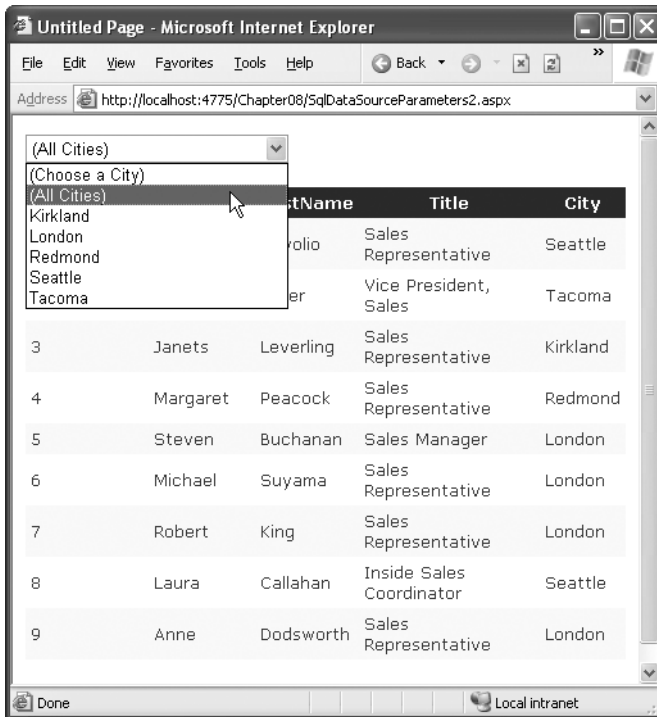 Untitled Page - Microsoft Internet Explorer
File Edit View Favorites Tools Help Back »
Address http://localhost:4775/Chapter08/SqlDataSourceParameters2.aspx
(All Cities)
(Choose a City)
(All Cities)
Kirkland
London
Redmond
Seattle
Tacoma
stName Title City
Sales Representative Seattle
Vice President, Sales Tacoma
3 Janets Leverling Sales Representative Kirkland
4 Margaret Peacock Sales Representative Redmond
5 Steven Buchanan Sales Manager London
6 Michael Suyama Sales Representative London
7 Robert King Sales Representative London
8 Laura Callahan Inside Sales Coordinator Seattle
9 Anne Dodsworth Sales Representative London
Done Local intranet